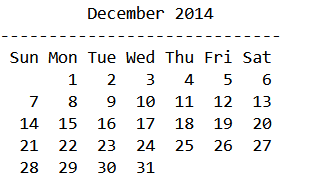 December 2014
-----------------------------
Sun Mon Tue Wed Thu Fri Sat
1 2 3 4 5 6
7 8 9 10 11 12 13
14 15 16 17 18 19 20
21 22 23 24 25 26 27
28 29 30 31